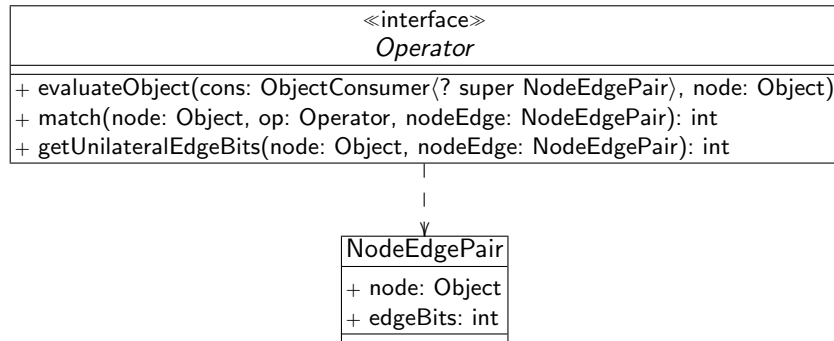 ≪interface≫
Operator
+ evaluateObject(cons: ObjectConsumer⟨? super NodeEdgePair⟩, node: Object)
+ match(node: Object, op: Operator, nodeEdge: NodeEdgePair): int
+ getUnilateralEdgeBits(node: Object, nodeEdge: NodeEdgePair): int
NodeEdgePair
+ node: Object
+ edgeBits: int